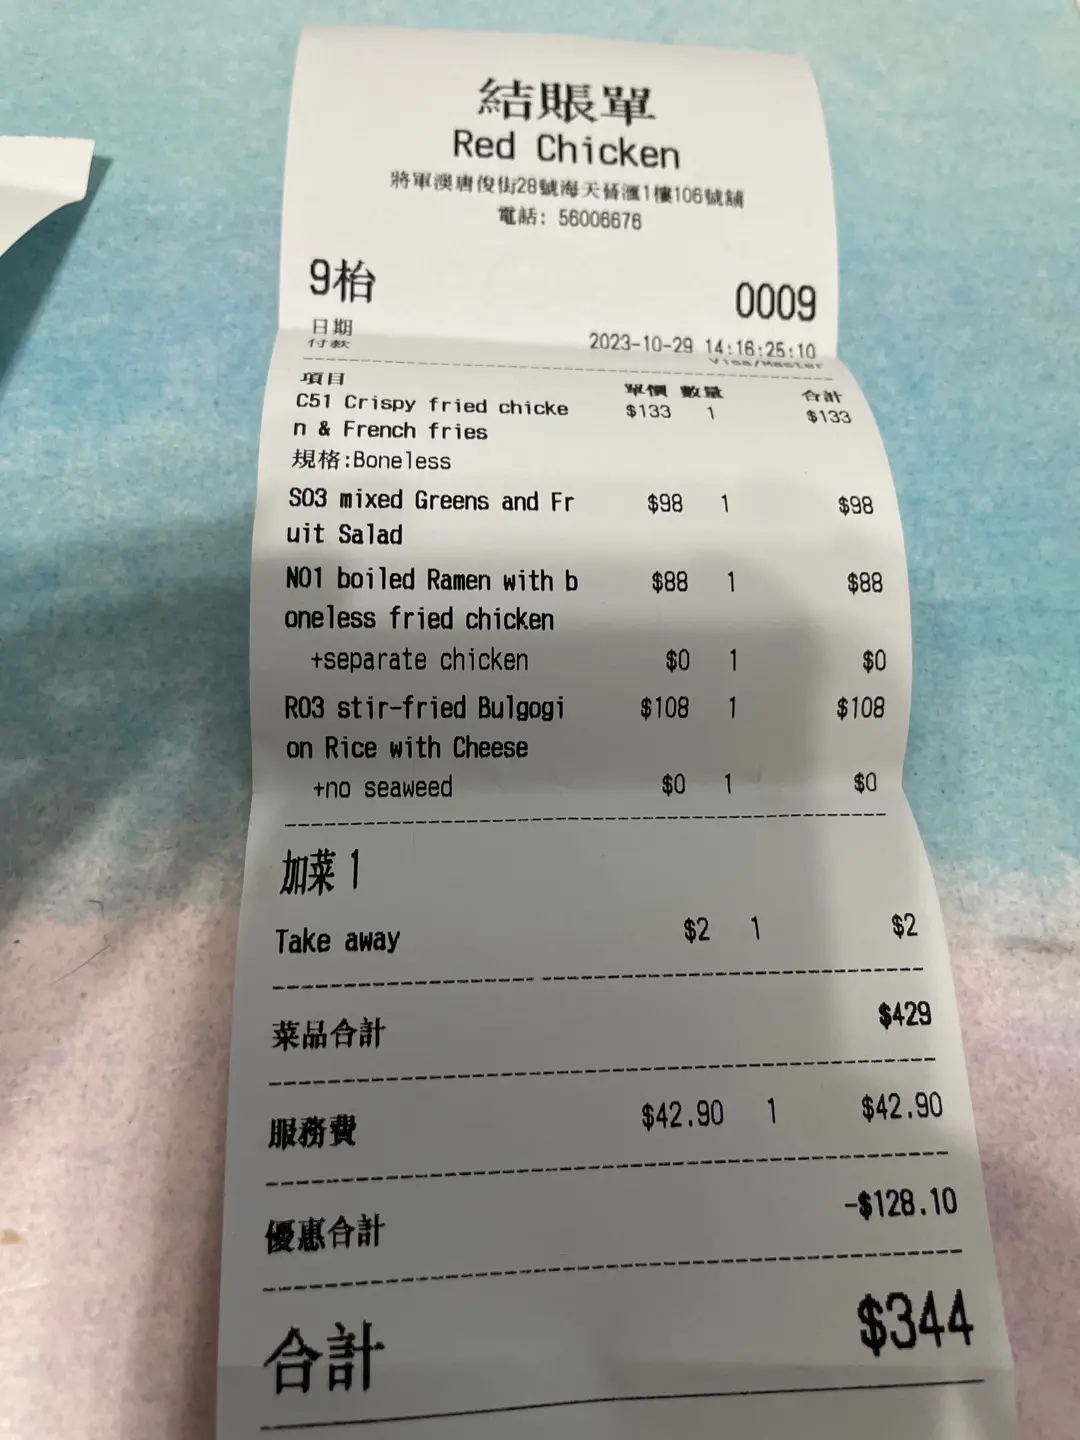 結賬單
Red Chicken
將軍澳唐俊街28號海天晉滙1樓106號舖
電話: 56006676
9枱 0009
日期 2023-10-29 14:16:25:10
付款 Visa/Master
項目 單價 數量 合計
C51 Crispy fried chicke $133 1 $133
n & French fries
規格:Boneless
S03 mixed Greens and Fr $98 1 $98
uit Salad
N01 boiled Ramen with b $88 1 $88
oneless fried chicken
+separate chicken $0 1 $0
R03 stir-fried Bulgogi $108 1 $108
on Rice with Cheese
+no seaweed $0 1 $0
加菜 1
Take away $2 1 $2
菜品合計 $429
服務費 $42.90 1 $42.90
優惠合計 -$128.10
合計 $344